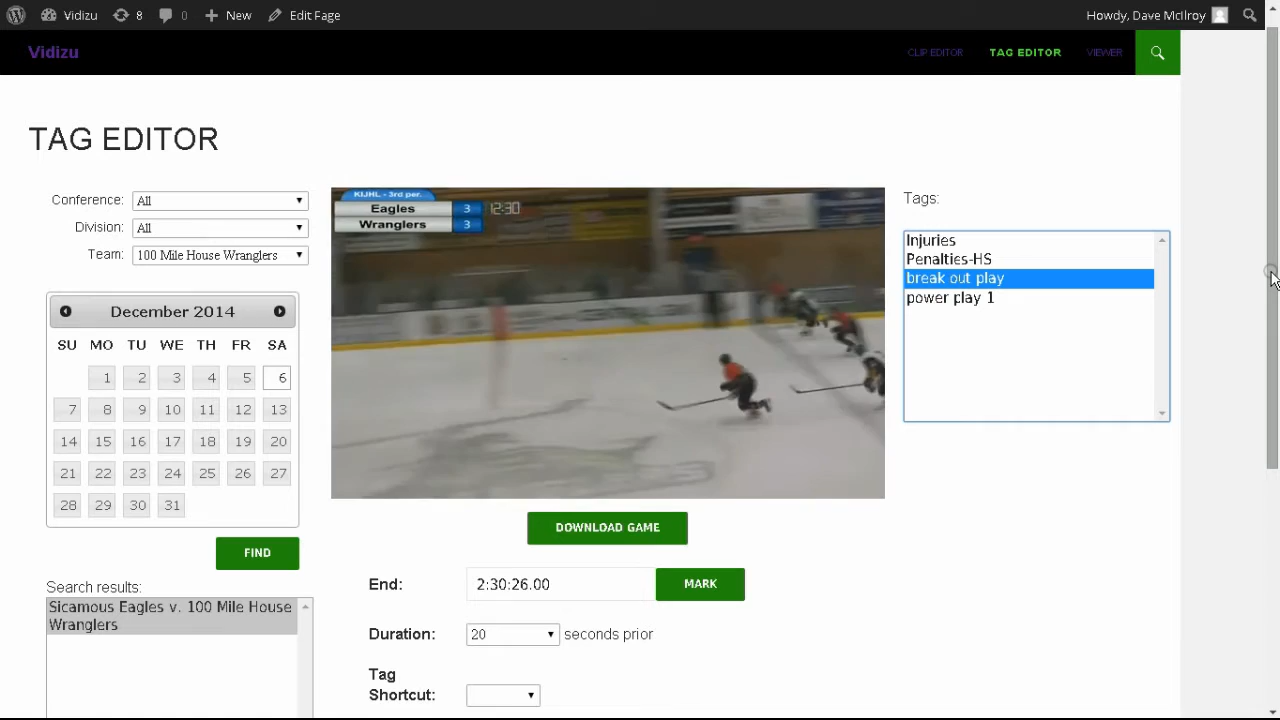 Vidizu 8 0 New Edit Page Howdy, Dave McIlroy
Vidizu CLIP EDITOR TAG EDITOR VIEWER
TAG EDITOR
Conference: All
Division: All
Team: 100 Mile House Wranglers
December 2014
SU MO TU WE TH FR SA
1 2 3 4 5 6
7 8 9 10 11 12 13
14 15 16 17 18 19 20
21 22 23 24 25 26 27
28 29 30 31
FIND
Search results:
Sicamous Eagles v. 100 Mile House
Wranglers
KIJHL - 3rd per.
Eagles 3 12:30
Wranglers 3
DOWNLOAD GAME
End: 2:30:26.00 MARK
Duration: 20 seconds prior
Tag
Shortcut:
Tags:
Injuries
Penalties-HS
break out play
power play 1